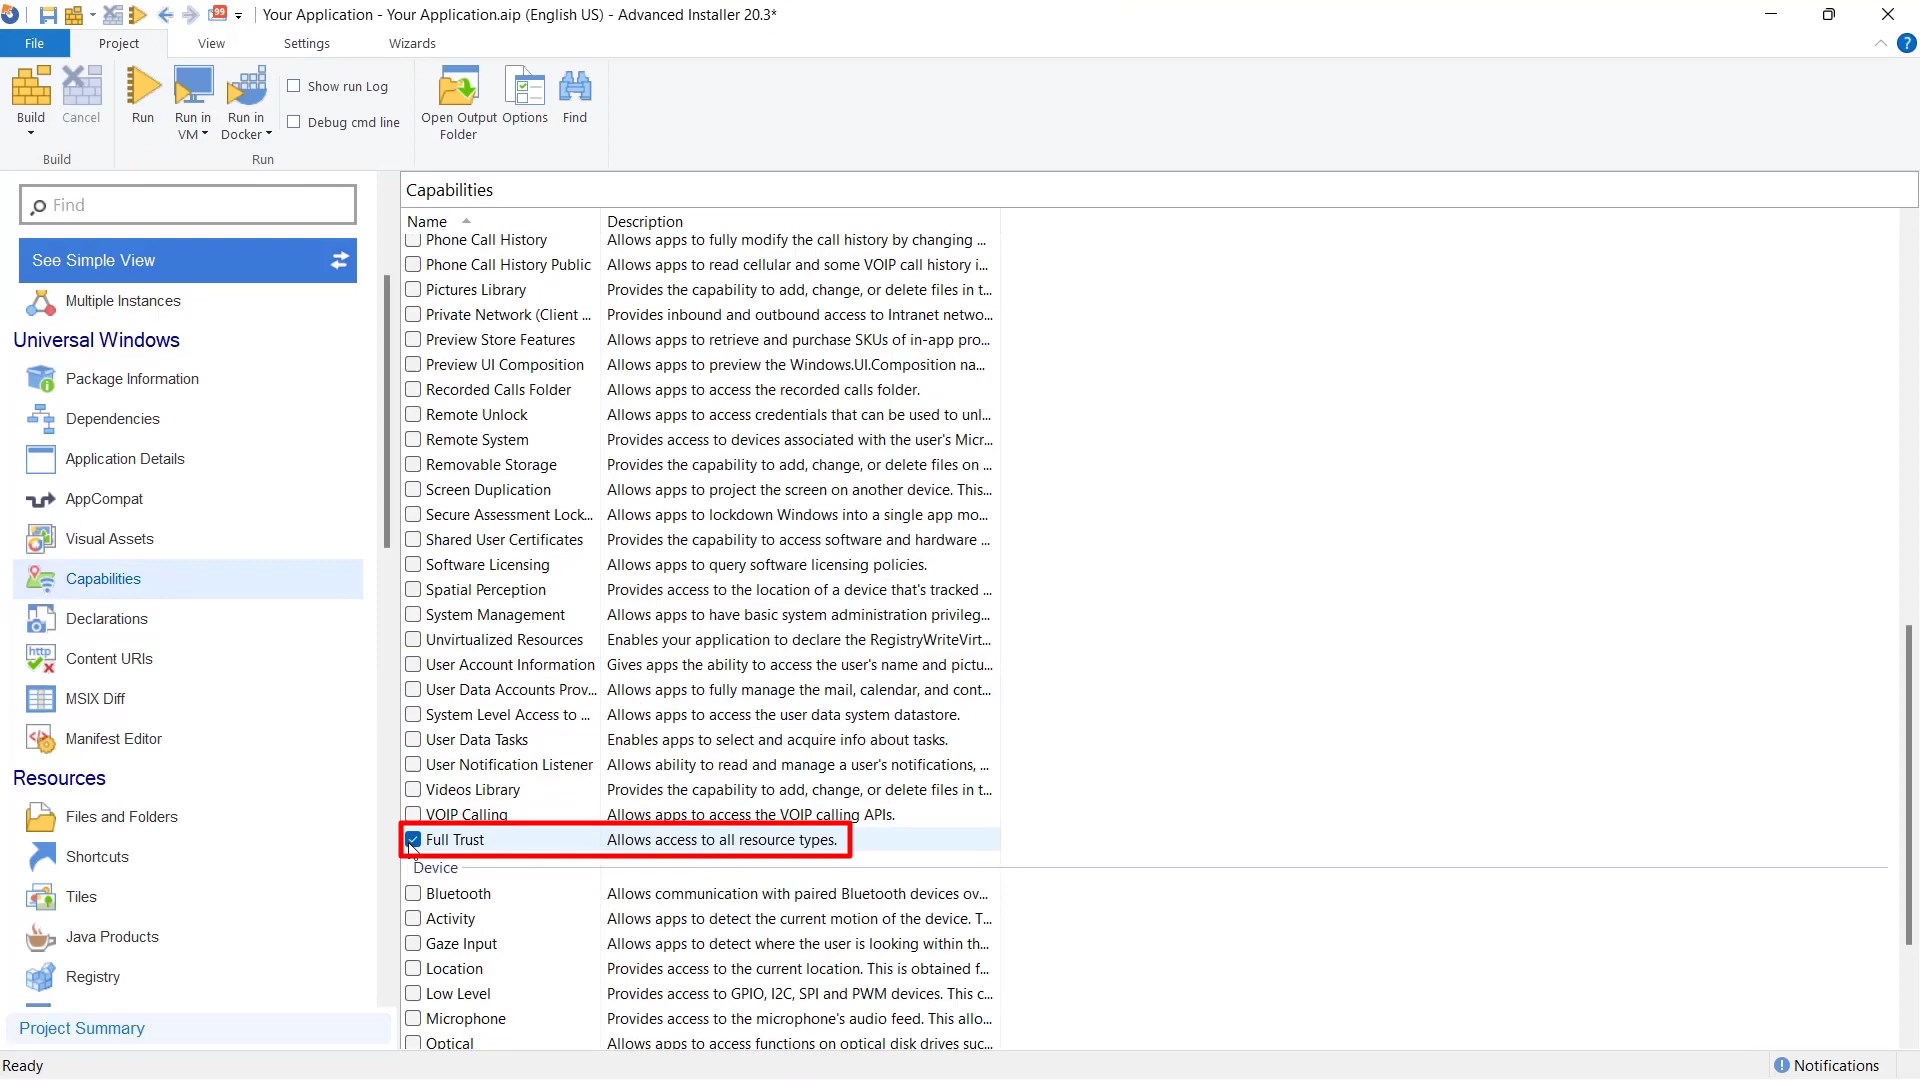 99
Your Application - Your Application.aip (English US) - Advanced Installer 20.3*
File
Project
View
Settings
Wizards
?
Build
Cancel
Run
Run in VM
Run in Docker
Show run Log
Debug cmd line
Open Output Folder
Options
Find
Build
Run
Find
See Simple View
Multiple Instances
Universal Windows
Package Information
Dependencies
Application Details
AppCompat
Visual Assets
Capabilities
Declarations
http
Content URIs
MSIX Diff
Manifest Editor
Resources
Files and Folders
Shortcuts
Tiles
Java Products
Registry
Project Summary
Capabilities
Name Description
Phone Call History Allows apps to fully modify the call history by changing ...
Phone Call History Public Allows apps to read cellular and some VOIP call history i...
Pictures Library Provides the capability to add, change, or delete files in t...
Private Network (Client ... Provides inbound and outbound access to Intranet netwo...
Preview Store Features Allows apps to retrieve and purchase SKUs of in-app pro...
Preview UI Composition Allows apps to preview the Windows.UI.Composition na...
Recorded Calls Folder Allows apps to access the recorded calls folder.
Remote Unlock Allows apps to access credentials that can be used to unl...
Remote System Provides access to devices associated with the user's Micr...
Removable Storage Provides the capability to add, change, or delete files on ...
Screen Duplication Allows apps to project the screen on another device. This...
Secure Assessment Lock... Allows apps to lockdown Windows into a single app mo...
Shared User Certificates Provides the capability to access software and hardware ...
Software Licensing Allows apps to query software licensing policies.
Spatial Perception Provides access to the location of a device that's tracked ...
System Management Allows apps to have basic system administration privileg...
Unvirtualized Resources Enables your application to declare the RegistryWriteVirt...
User Account Information Gives apps the ability to access the user's name and pictu...
User Data Accounts Prov... Allows apps to fully manage the mail, calendar, and cont...
System Level Access to ... Allows apps to access the user data system datastore.
User Data Tasks Enables apps to select and acquire info about tasks.
User Notification Listener Allows ability to read and manage a user's notifications, ...
Videos Library Provides the capability to add, change, or delete files in t...
VOIP Calling Allows apps to access the VOIP calling APIs.
Full Trust Allows access to all resource types.
Device
Bluetooth Allows communication with paired Bluetooth devices ov...
Activity Allows apps to detect the current motion of the device. T...
Gaze Input Allows apps to detect where the user is looking within th...
Location Provides access to the current location. This is obtained f...
Low Level Provides access to GPIO, I2C, SPI and PWM devices. This c...
Microphone Provides access to the microphone's audio feed. This allo...
Optical Allows apps to access functions on optical disk drives suc...
Ready
Notifications